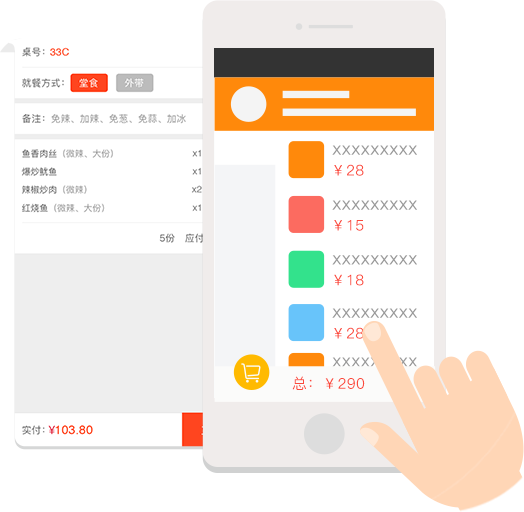 桌号：33C
就餐方式： 堂食 外带
备注：免辣、加辣、免葱、免蒜、加冰
鱼香肉丝（微辣、大份） x1
爆炒鱿鱼 x1
辣椒炒肉（微辣） x2
红烧鱼（微辣、大份） x1
5份 应付
实付：¥103.80
XXXXXXXXX
¥28
XXXXXXXXX
¥15
XXXXXXXXX
¥18
XXXXXXXXX
¥28
XXXXXXXXX
总：¥290